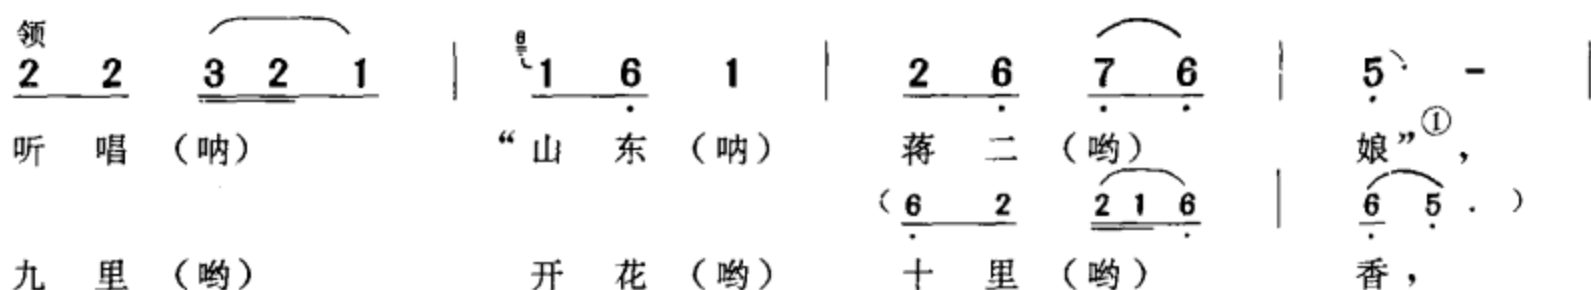 领
2 2 3 2 1 | 6 1 6 1 | 2 6 7 6 | 5 - |
听 唱 (呐) “山 东 (呐) 蒋 二 (哟) 娘”①,
(6 2 2 1 6 | 6 5 .)
九 里 (哟) 开 花 (哟) 十 里 (哟) 香,